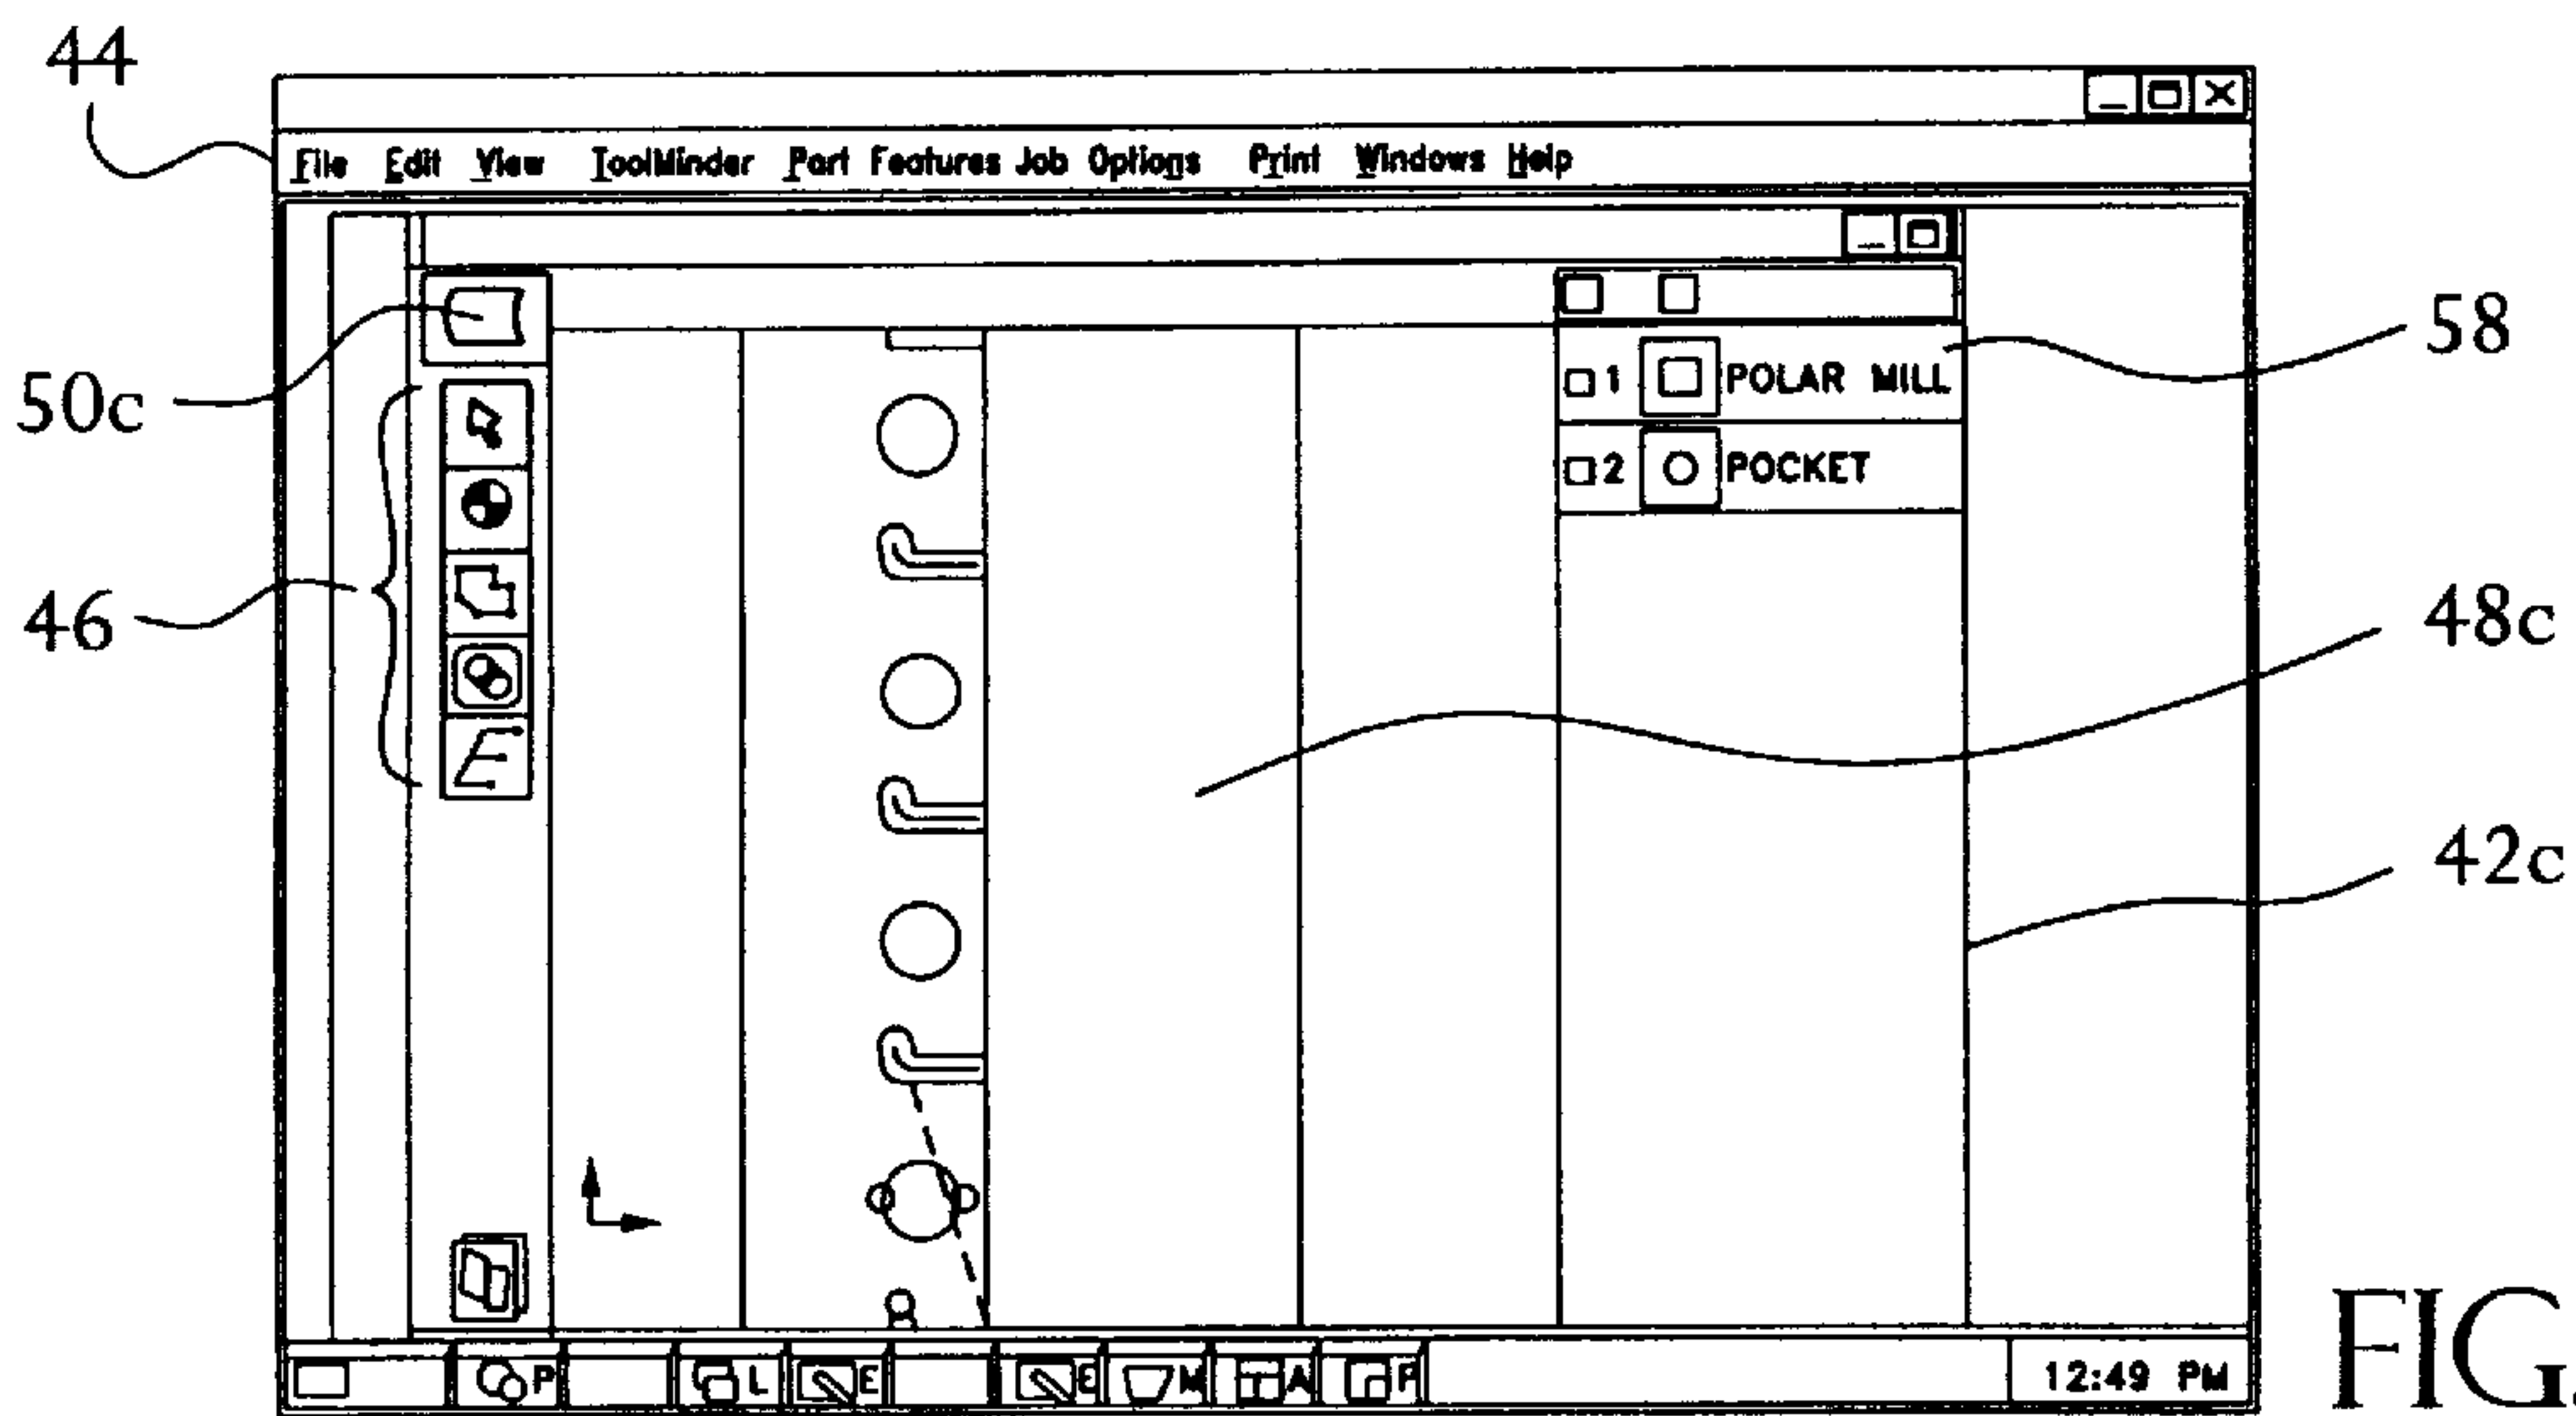 44
File Edit View ToolMinder Part Features Job Options Print Windows Help
50c
58
1 POLAR MILL
2 POCKET
46
48c
42c
P L E E M A P 12:49 PM
FIG.